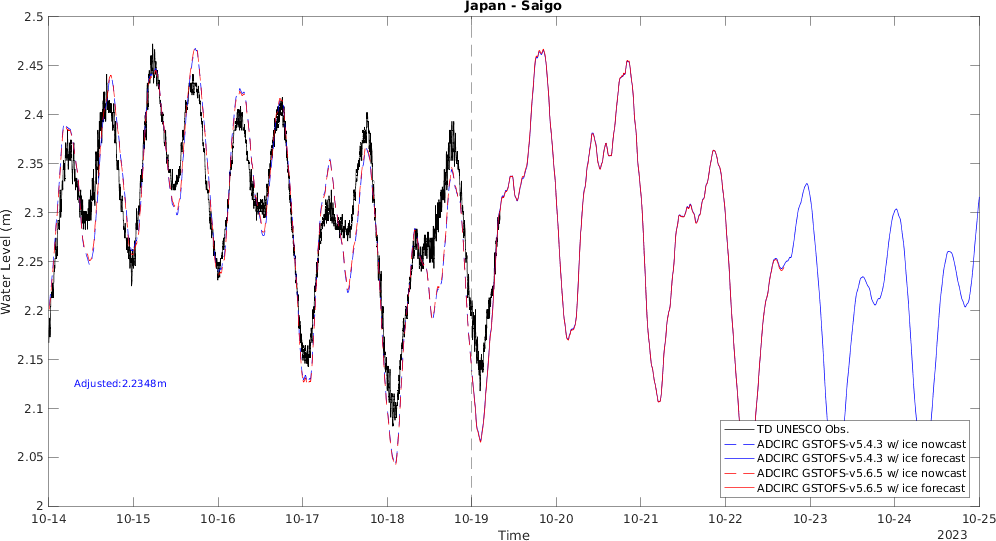 Japan - Saigo
2.5
2.45
2.4
2.35
2.3
2.25
2.2
2.15
2.1
2.05
2
Water Level (m)
Adjusted:2.2348m
TD UNESCO Obs.
ADCIRC GSTOFS-v5.4.3 w/ ice nowcast
ADCIRC GSTOFS-v5.4.3 w/ ice forecast
ADCIRC GSTOFS-v5.6.5 w/ ice nowcast
ADCIRC GSTOFS-v5.6.5 w/ ice forecast
10-14 10-15 10-16 10-17 10-18 10-19 10-20 10-21 10-22 10-23 10-24 10-25
Time
2023